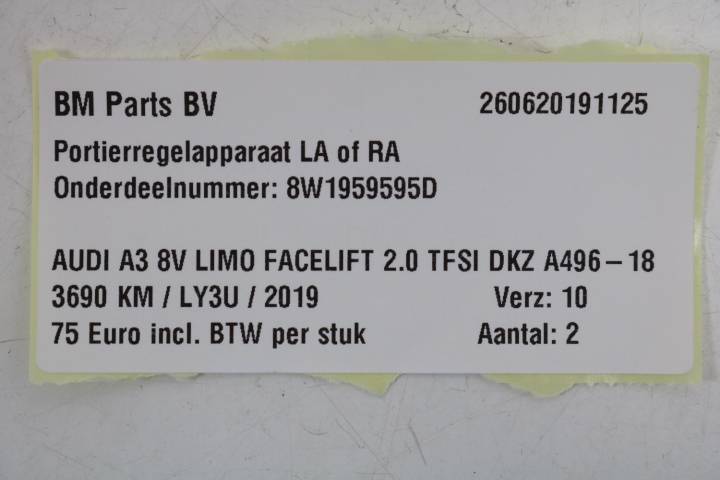 BM Parts BV 260620191125
Portierregelapparaat LA of RA
Onderdeelnummer: 8W1959595D
AUDI A3 8V LIMO FACELIFT 2.0 TFSI DKZ A496-18
3690 KM / LY3U / 2019 Verz: 10
75 Euro incl. BTW per stuk Aantal: 2